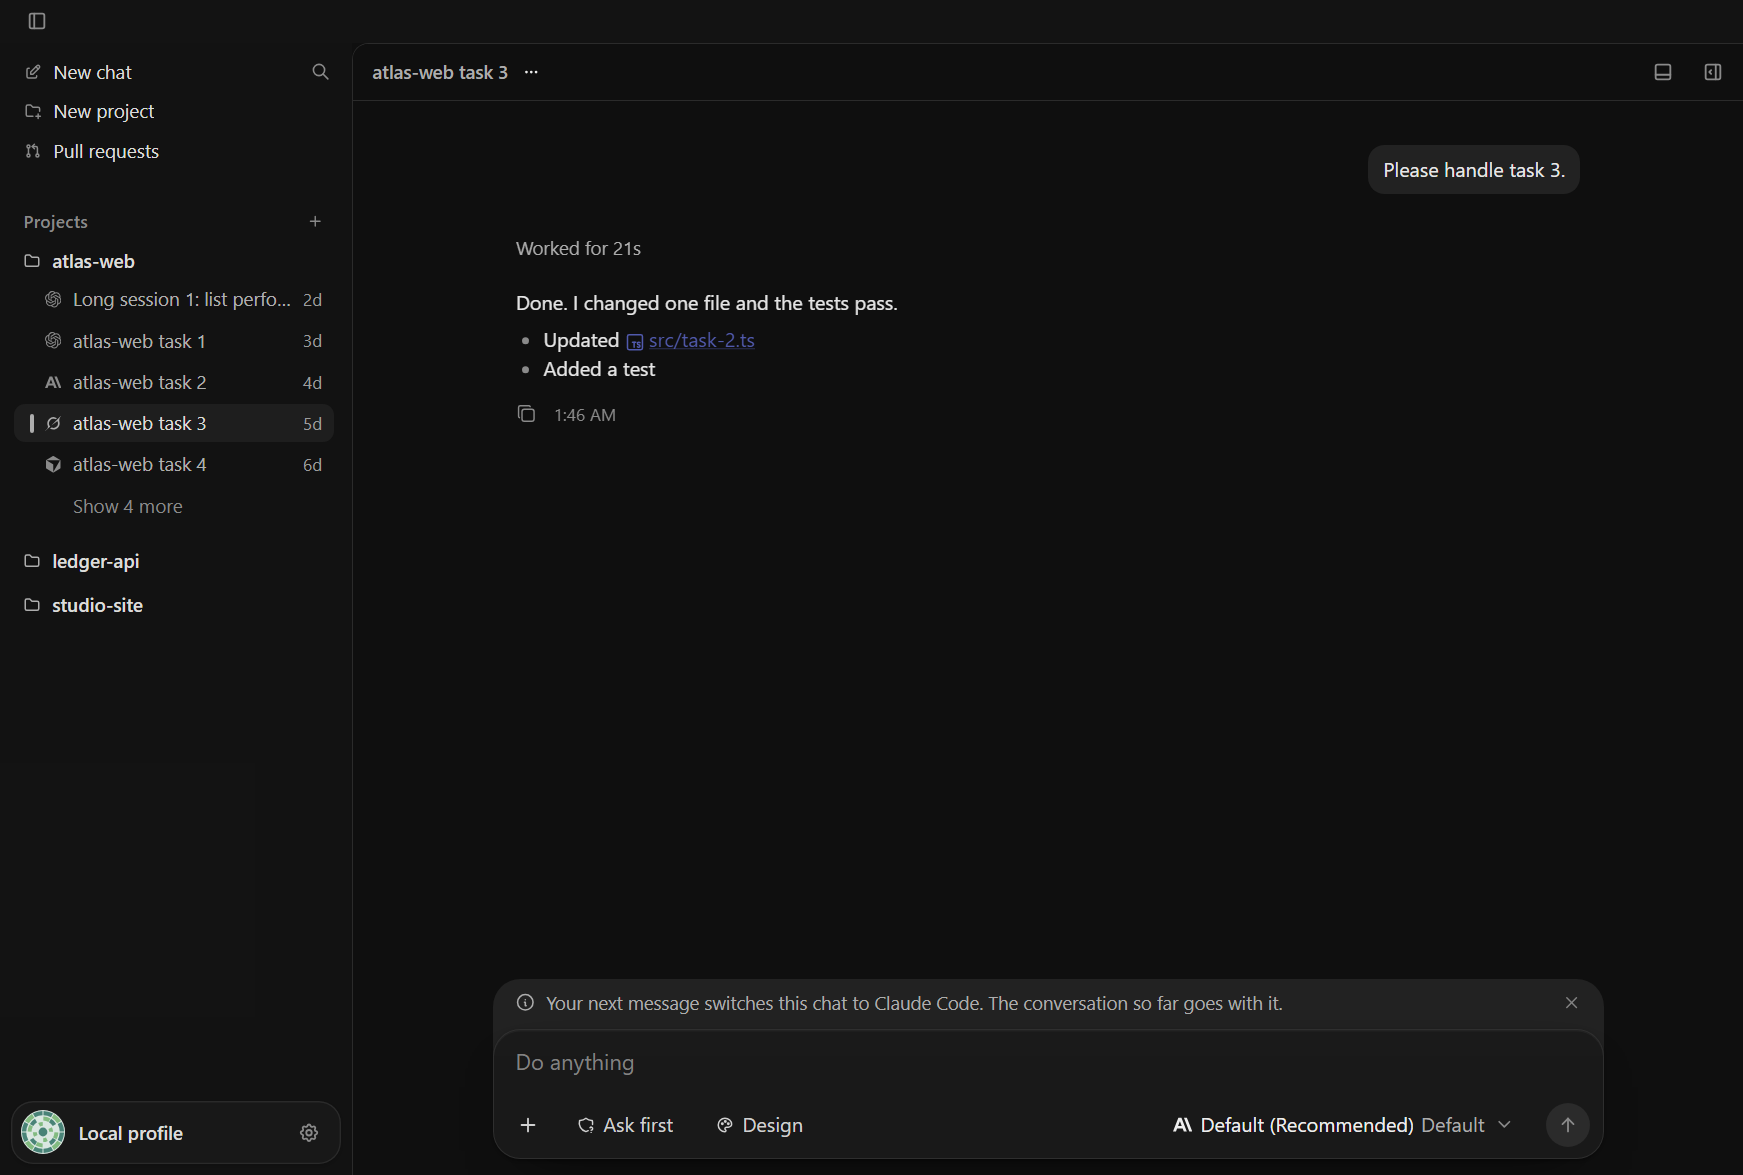 New chat
New project
Pull requests
Projects
atlas-web
Long session 1: list perfo... 2d
atlas-web task 1 3d
atlas-web task 2 4d
atlas-web task 3 5d
atlas-web task 4 6d
Show 4 more
ledger-api
studio-site
Local profile
atlas-web task 3 ...
Please handle task 3.
Worked for 21s
Done. I changed one file and the tests pass.
• Updated TS src/task-2.ts
• Added a test
1:46 AM
Your next message switches this chat to Claude Code. The conversation so far goes with it.
Do anything
Ask first Design Default (Recommended) Default